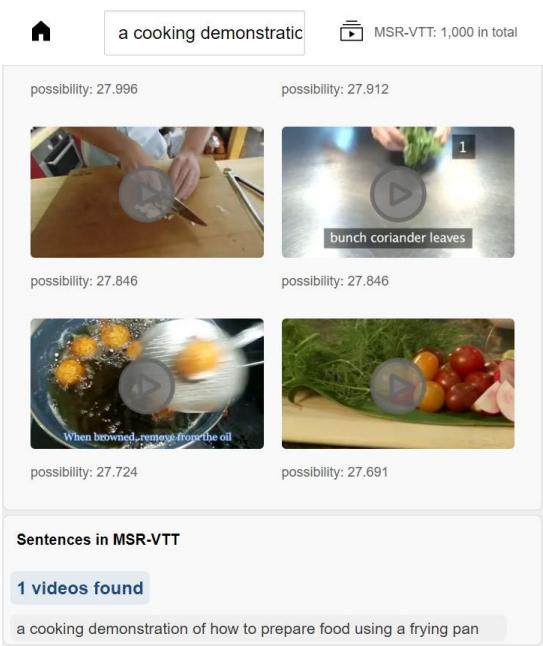 a cooking demonstratio
MSR-VTT: 1,000 in total
possibility: 27.996
possibility: 27.912
1
bunch coriander leaves
possibility: 27.846
possibility: 27.846
When browned, remove from the oil
possibility: 27.724
possibility: 27.691
Sentences in MSR-VTT
1 videos found
a cooking demonstration of how to prepare food using a frying pan